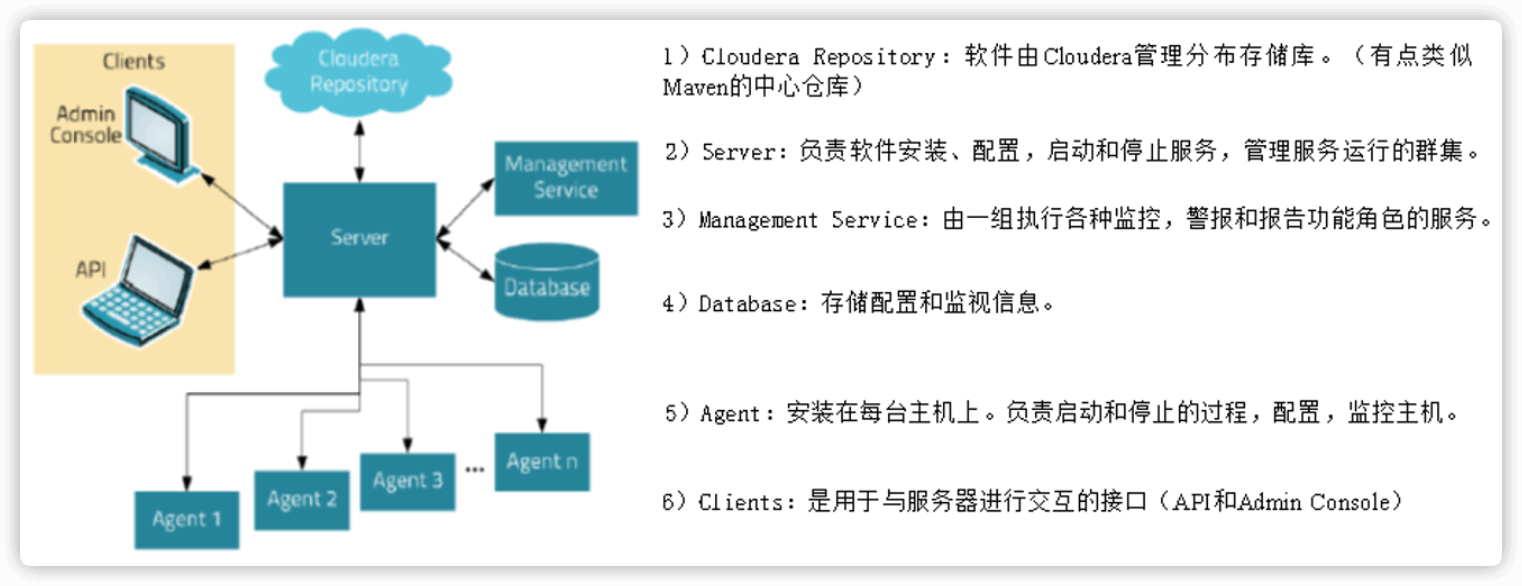 Clients
Admin
Console
API
Cloudera
Repository
Server
Management
Service
Database
Agent 1
Agent 2
Agent 3
...
Agent n
1）Cloudera Repository：软件由Cloudera管理分布存储库。（有点类似
Maven的中心仓库）
2）Server：负责软件安装、配置，启动和停止服务，管理服务运行的群集。
3）Management Service：由一组执行各种监控，警报和报告功能角色的服务。
4）Database：存储配置和监视信息。
5）Agent：安装在每台主机上。负责启动和停止的过程，配置，监控主机。
6）Clients：是用于与服务器进行交互的接口（API和Admin Console）